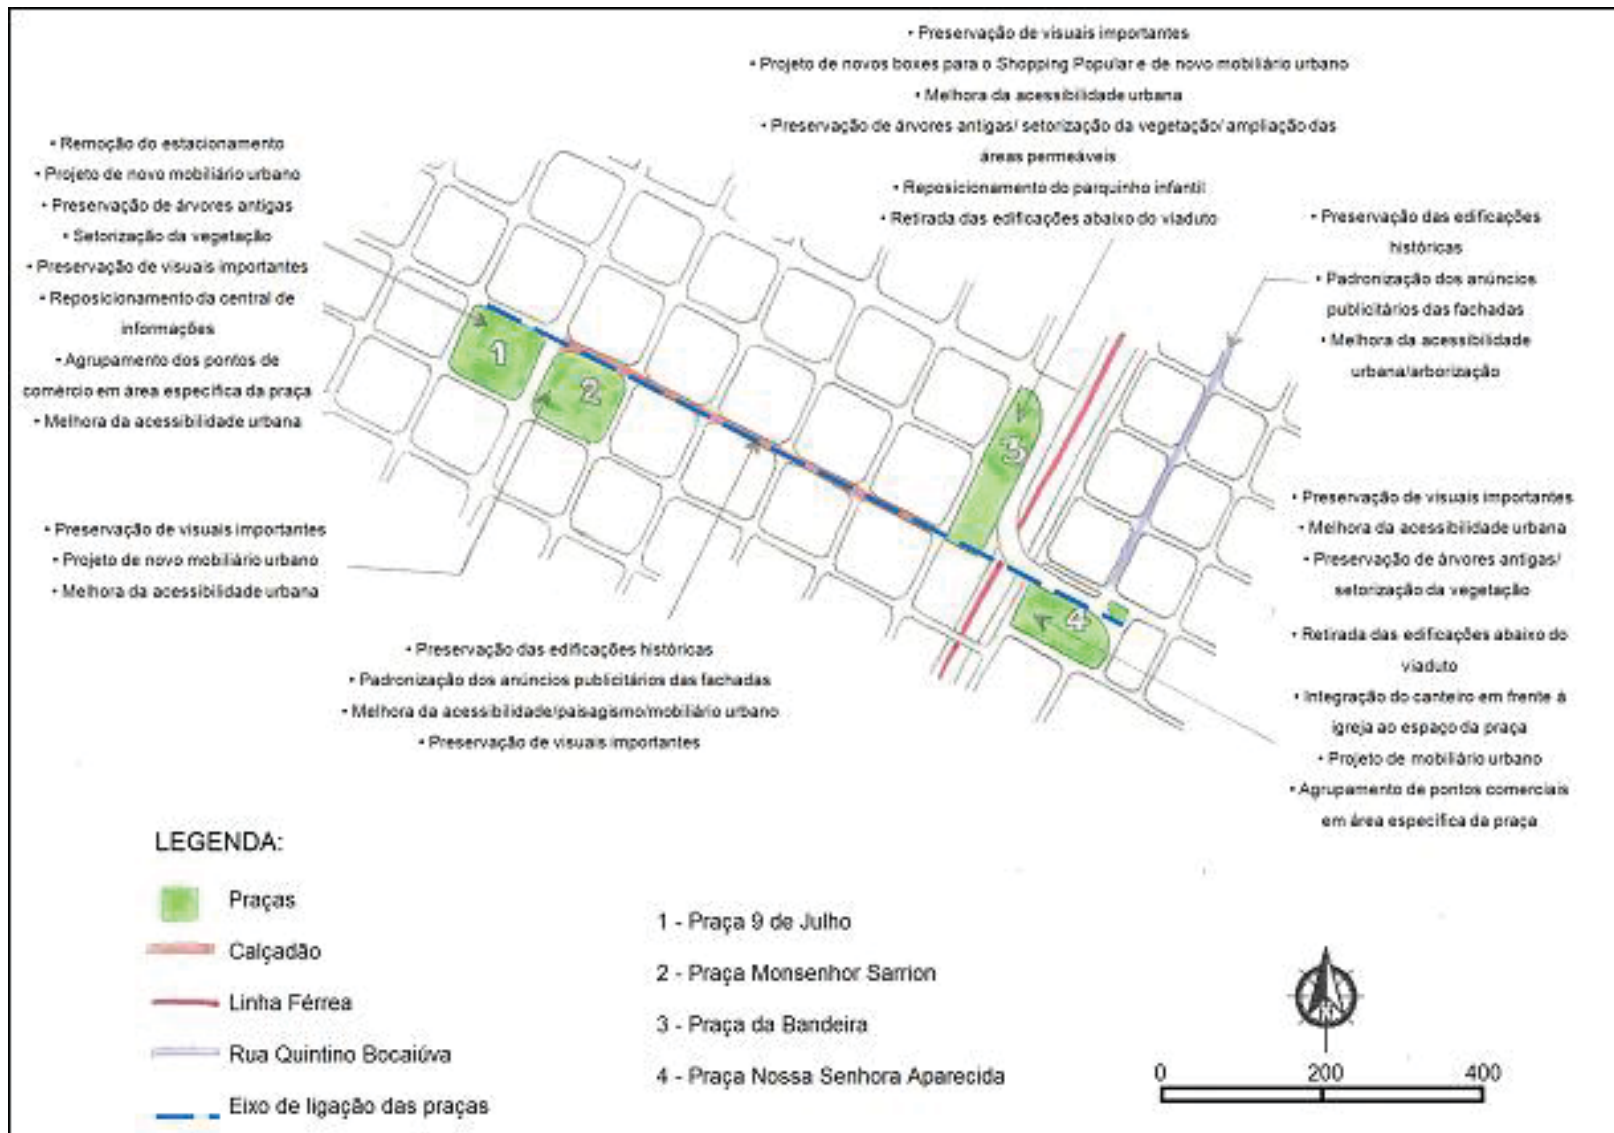 • Preservação de visuais importantes
• Projeto de novos boxes para o Shopping Popular e de novo mobiliário urbano
• Melhora da acessibilidade urbana
• Preservação de árvores antigas/ setorização da vegetação/ ampliação das
áreas permeáveis
• Reposicionamento do parquinho infantil
• Retirada das edificações abaixo do viaduto
• Remoção do estacionamento
• Projeto de novo mobiliário urbano
• Preservação de árvores antigas
• Setorização da vegetação
• Preservação de visuais importantes
• Reposicionamento da central de
informações
• Agrupamento dos pontos de
comércio em área específica da praça
• Melhora da acessibilidade urbana
• Preservação das edificações
históricas
• Padronização dos anúncios
publicitários das fachadas
• Melhora da acessibilidade
urbana/arborização
1
2
3
4
• Preservação de visuais importantes
• Projeto de novo mobiliário urbano
• Melhora da acessibilidade urbana
• Preservação das edificações históricas
• Padronização dos anúncios publicitários das fachadas
• Melhora da acessibilidade/paisagismo/mobiliário urbano
• Preservação de visuais importantes
• Preservação de visuais importantes
• Melhora da acessibilidade urbana
• Preservação de árvores antigas/
setorização da vegetação
• Retirada das edificações abaixo do
viaduto
• Integração do canteiro em frente à
igreja ao espaço da praça
• Projeto de mobiliário urbano
• Agrupamento de pontos comerciais
em área específica da praça
LEGENDA:
Praças
Calçadão
Linha Férrea
Rua Quintino Bocaiúva
Eixo de ligação das praças
1 - Praça 9 de Julho
2 - Praça Monsenhor Sarrion
3 - Praça da Bandeira
4 - Praça Nossa Senhora Aparecida
N
0 200 400